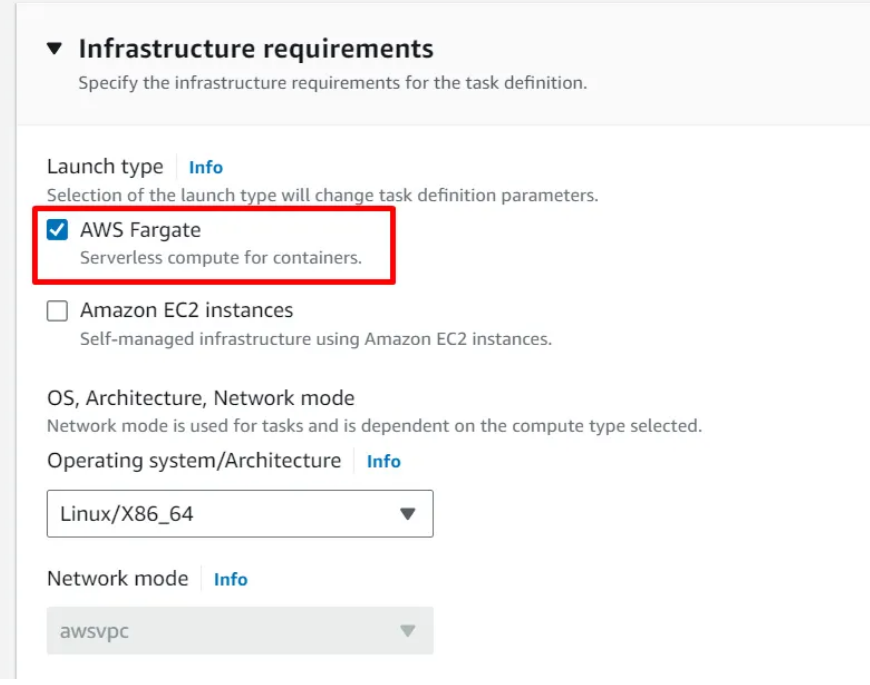 Infrastructure requirements
Specify the infrastructure requirements for the task definition.
Launch type Info
Selection of the launch type will change task definition parameters.
AWS Fargate
Serverless compute for containers.
Amazon EC2 instances
Self-managed infrastructure using Amazon EC2 instances.
OS, Architecture, Network mode
Network mode is used for tasks and is dependent on the compute type selected.
Operating system/Architecture Info
Linux/X86_64
Network mode Info
awsvpc